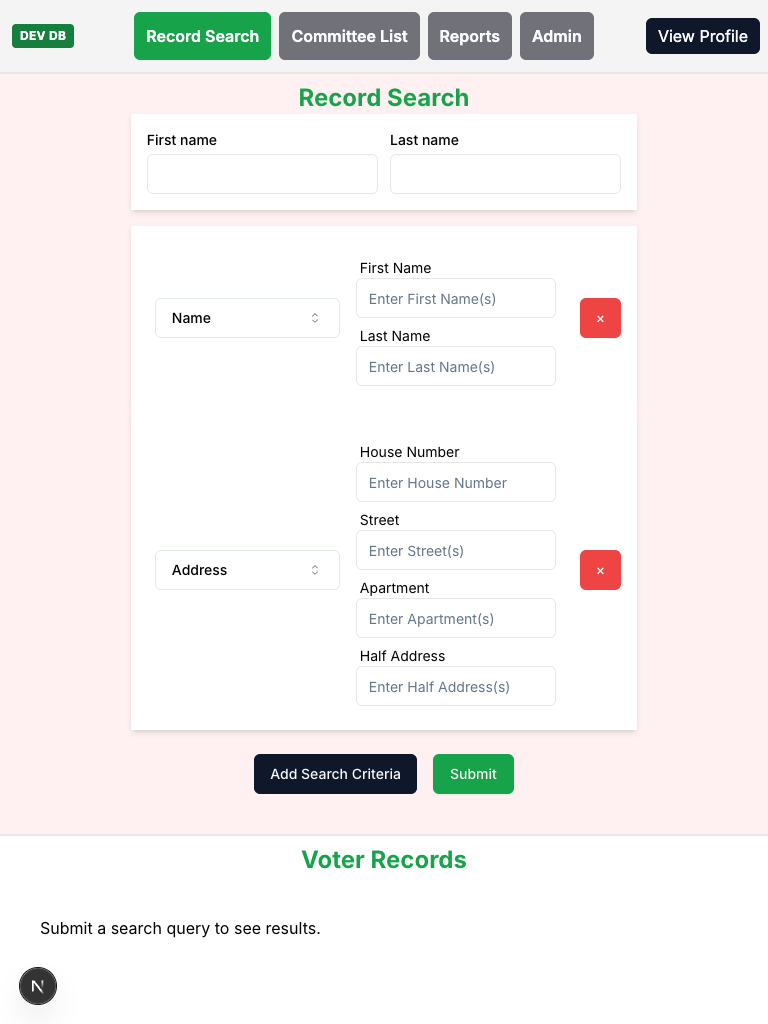 DEV DB
Record Search
Committee List
Reports
Admin
View Profile
Record Search
First name
Last name
First Name
Name
Enter First Name(s)
×
Last Name
Enter Last Name(s)
House Number
Enter House Number
Street
Enter Street(s)
Address
×
Apartment
Enter Apartment(s)
Half Address
Enter Half Address(s)
Add Search Criteria
Submit
Voter Records
Submit a search query to see results.
N